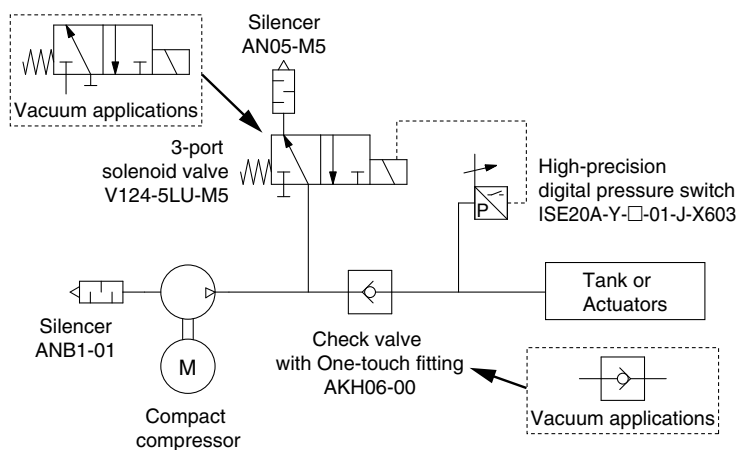 Silencer
AN05-M5
Vacuum applications
3-port
solenoid valve
V124-5LU-M5
High-precision
digital pressure switch
ISE20A-Y-□-01-J-X603
P
Tank or
Actuators
Silencer
ANB1-01
M
Compact
compressor
Check valve
with One-touch fitting
AKH06-00
Vacuum applications